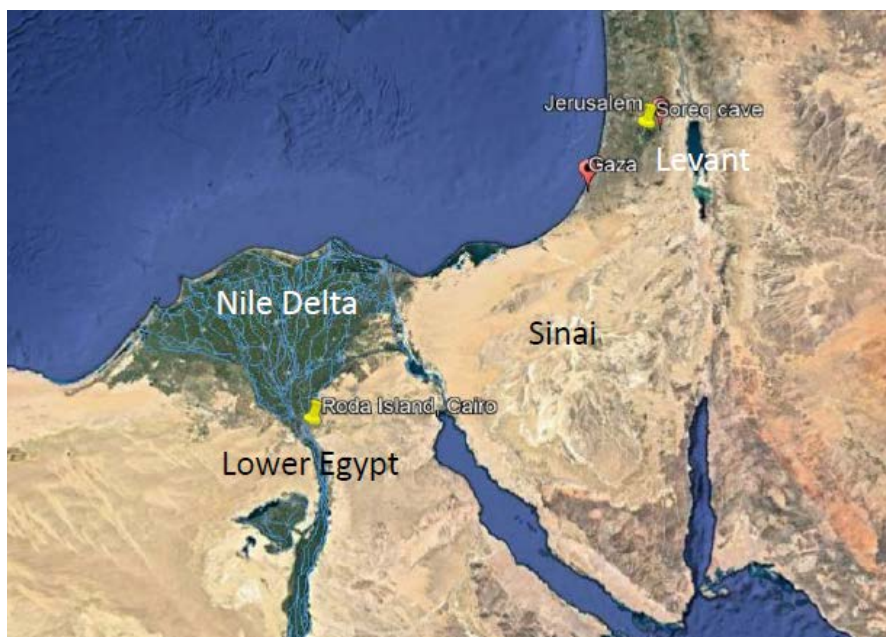 Jerusalem
Soreq cave
Gaza
Levant
Nile Delta
Sinai
Roda Island, Cairo
Lower Egypt